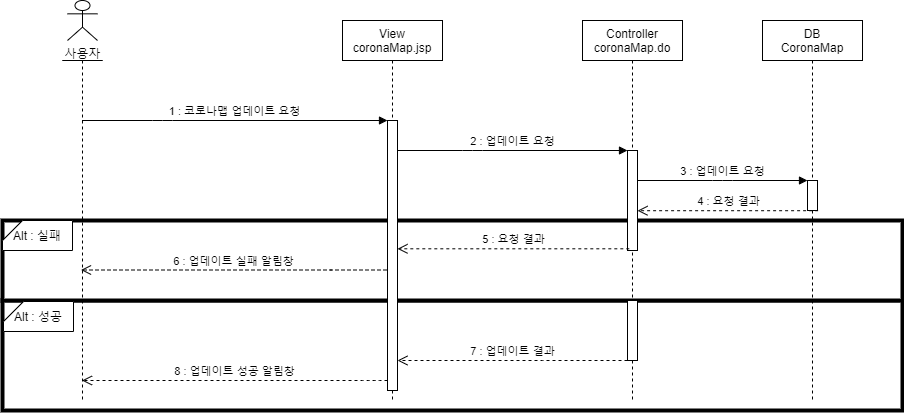 사용자
View
coronaMap.jsp
Controller
coronaMap.do
DB
CoronaMap
1 : 코로나맵 업데이트 요청
2 : 업데이트 요청
3 : 업데이트 요청
4 : 요청 결과
Alt : 실패
5 : 요청 결과
6 : 업데이트 실패 알림창
Alt : 성공
7 : 업데이트 결과
8 : 업데이트 성공 알림창